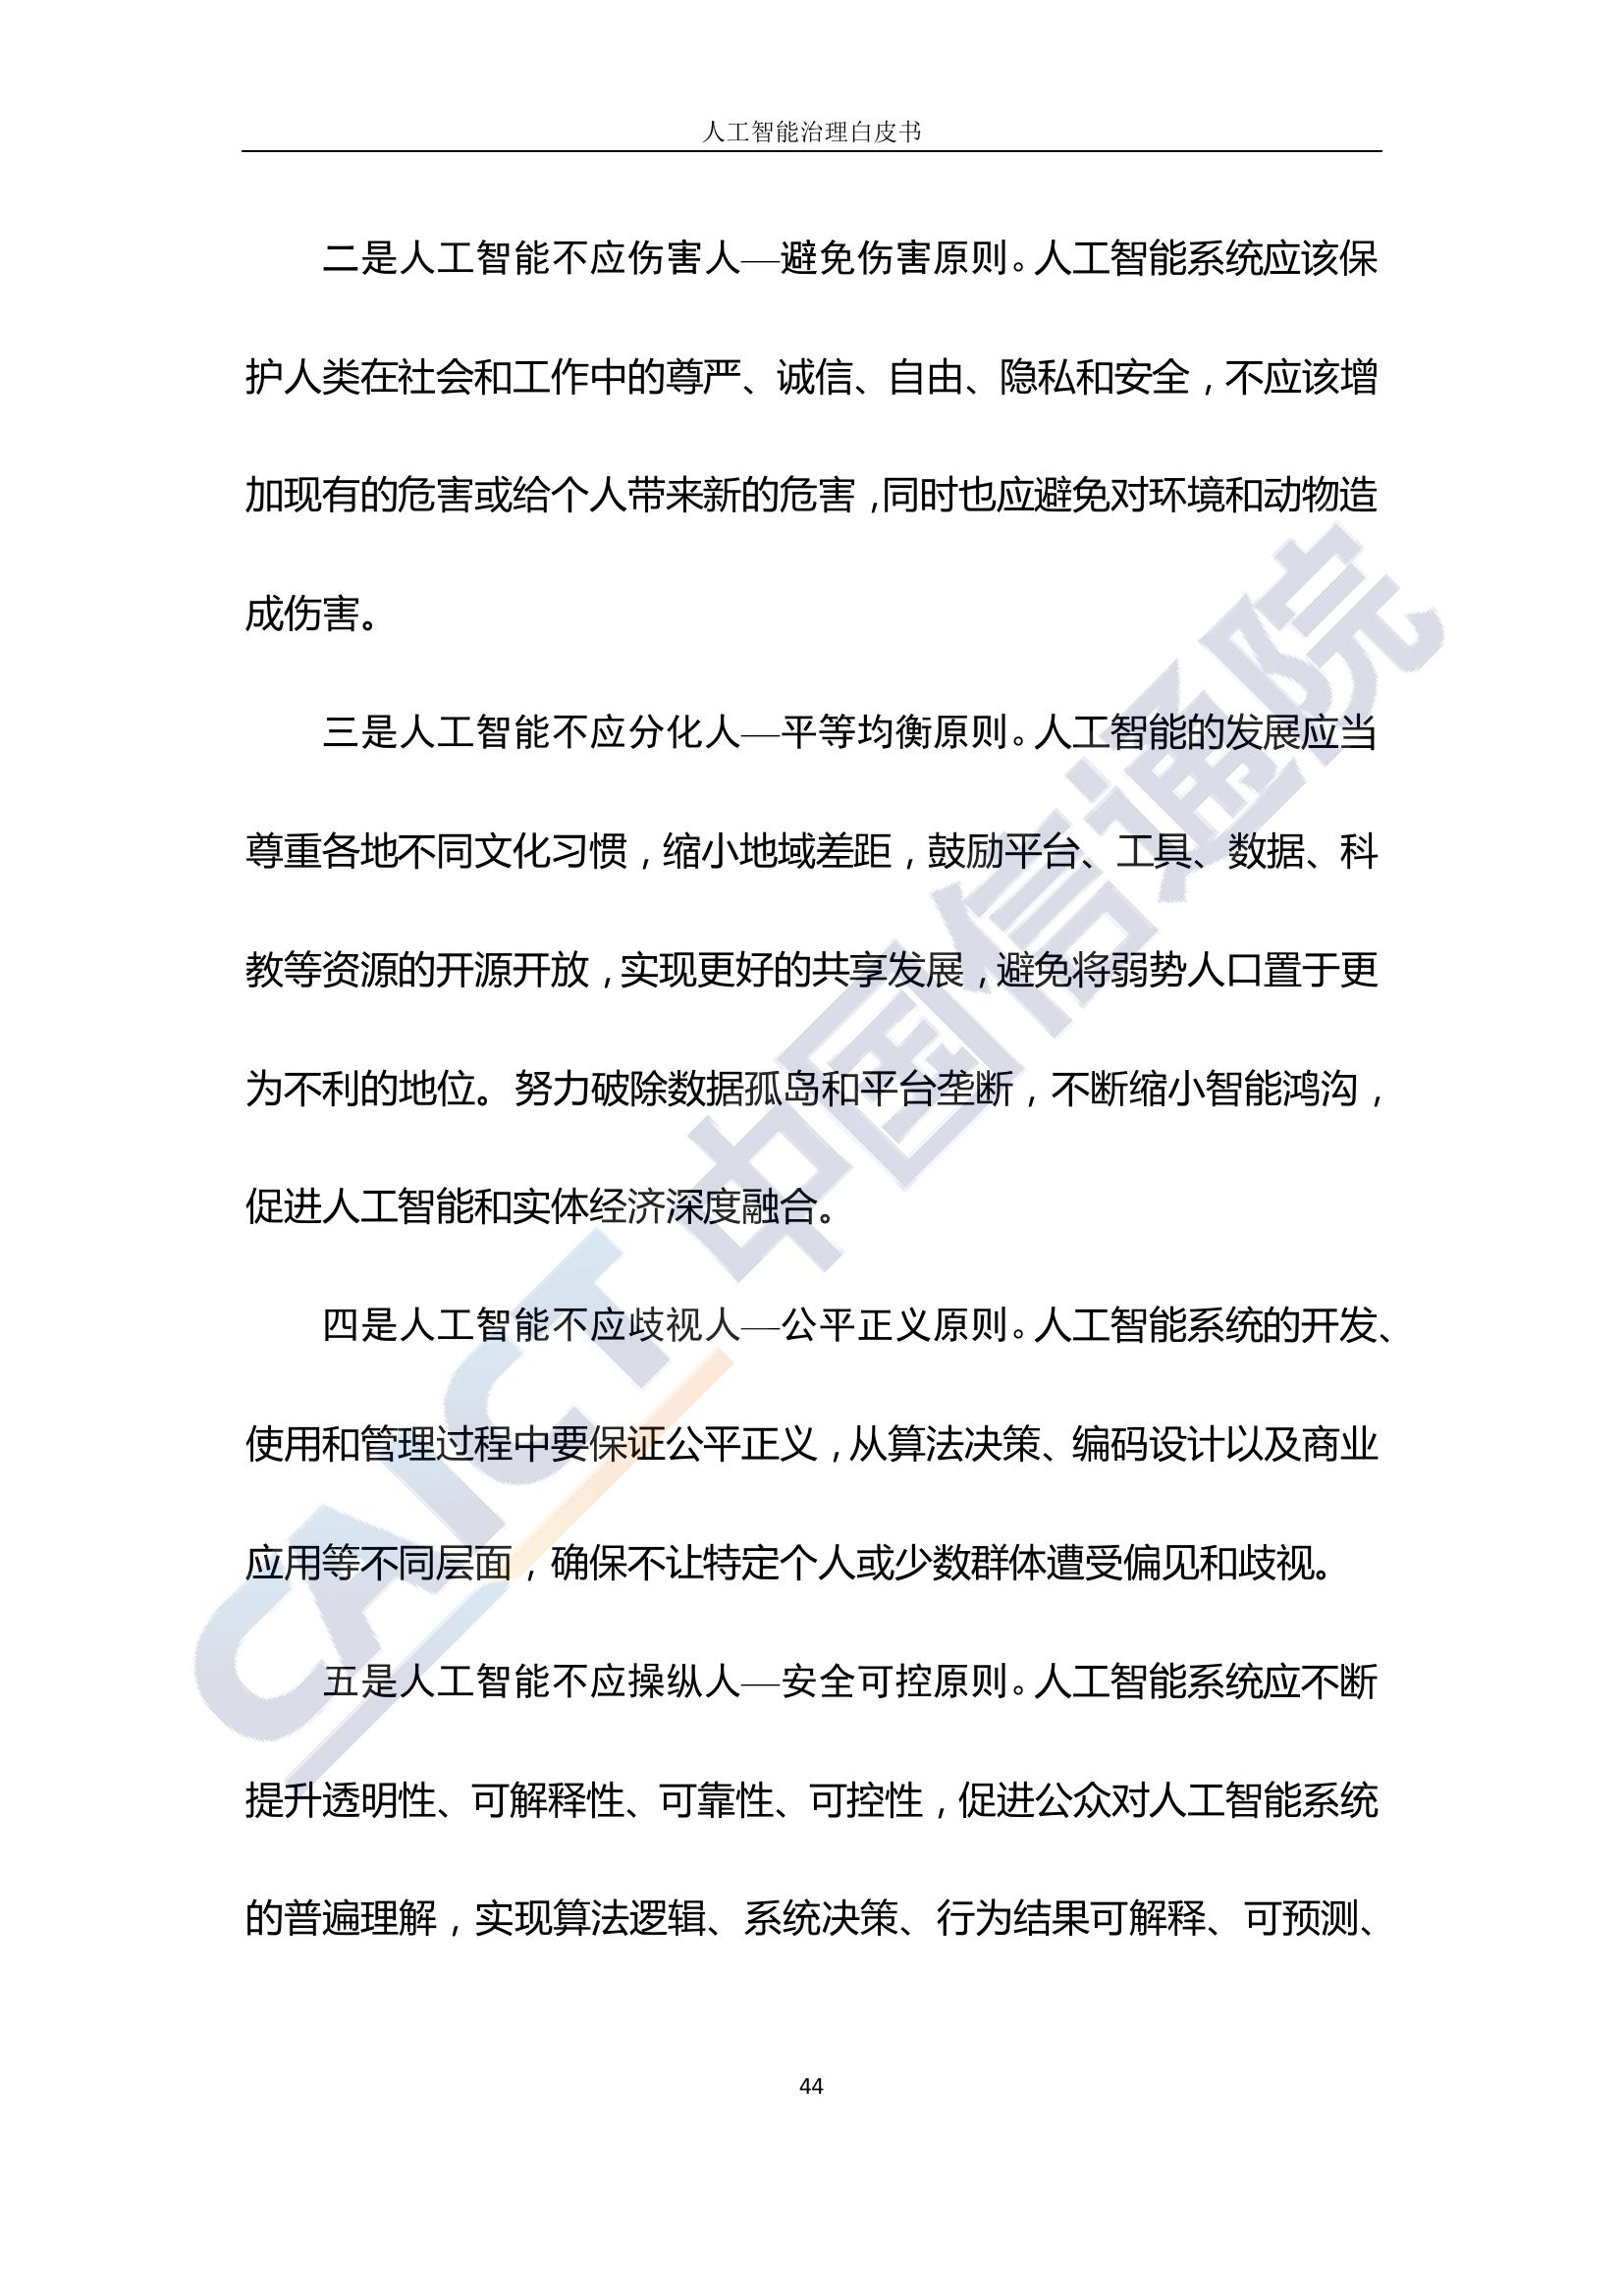 人工智能治理白皮书
二是人工智能不应伤害人—避免伤害原则。人工智能系统应该保
护人类在社会和工作中的尊严、诚信、自由、隐私和安全，不应该增
加现有的危害或给个人带来新的危害，同时也应避免对环境和动物造
成伤害。
三是人工智能不应分化人—平等均衡原则。人工智能的发展应当
尊重各地不同文化习惯，缩小地域差距，鼓励平台、工具、数据、科
教等资源的开源开放，实现更好的共享发展，避免将弱势人口置于更
为不利的地位。努力破除数据孤岛和平台垄断，不断缩小智能鸿沟，
促进人工智能和实体经济深度融合。
四是人工智能不应歧视人—公平正义原则。人工智能系统的开发、
使用和管理过程中要保证公平正义，从算法决策、编码设计以及商业
应用等不同层面，确保不让特定个人或少数群体遭受偏见和歧视。
五是人工智能不应操纵人—安全可控原则。人工智能系统应不断
提升透明性、可解释性、可靠性、可控性，促进公众对人工智能系统
的普遍理解，实现算法逻辑、系统决策、行为结果可解释、可预测、
44
CAICT 中国信通院